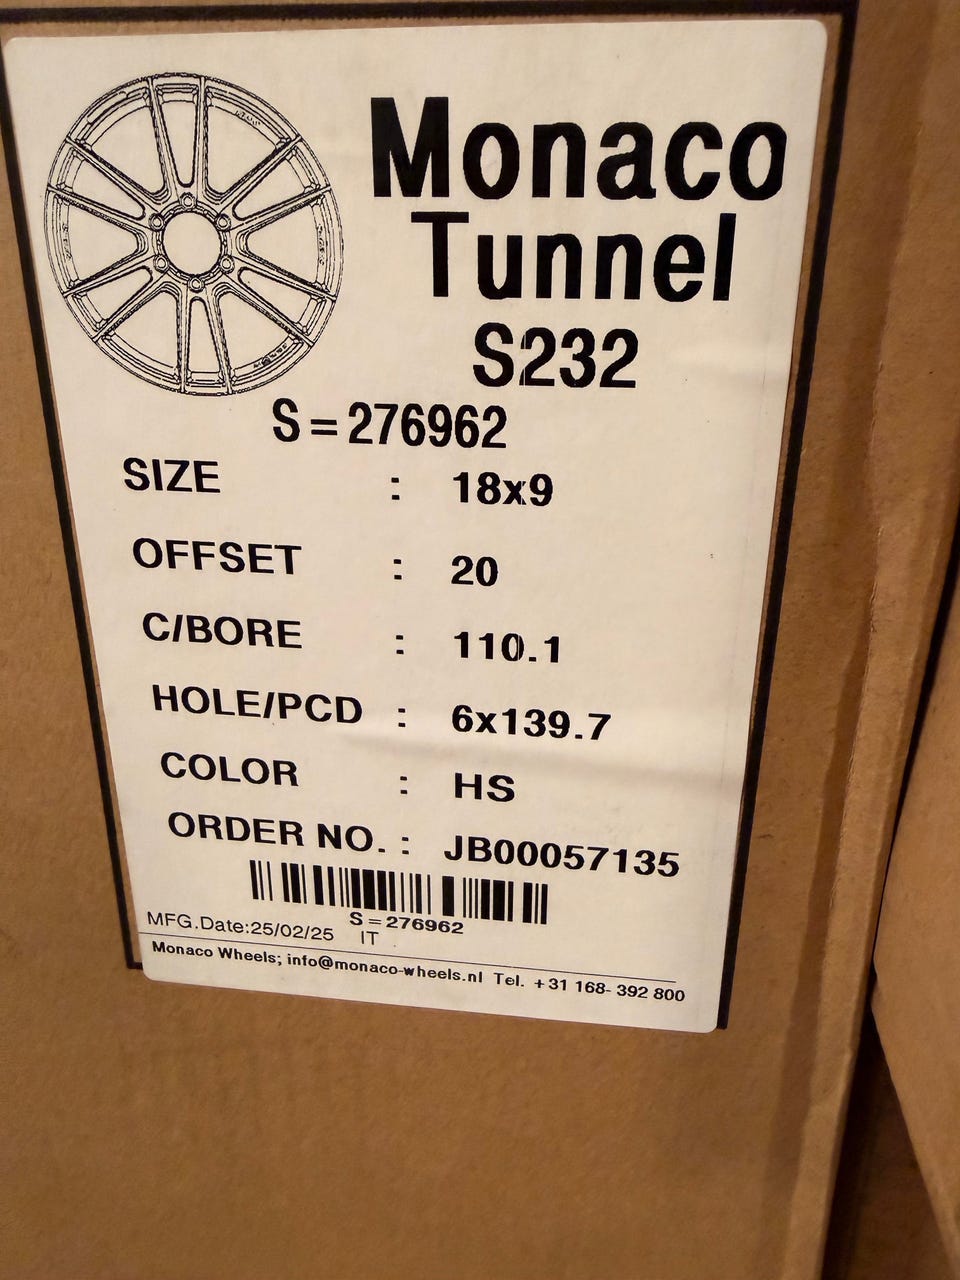 Monaco
Tunnel
S232
S=276962
SIZE : 18x9
OFFSET : 20
C/BORE : 110.1
HOLE/PCD : 6x139.7
COLOR : HS
ORDER NO. : JB00057135
S=276962
MFG.Date:25/02/25 IT
Monaco Wheels; info@monaco-wheels.nl Tel. +31 168- 392 800